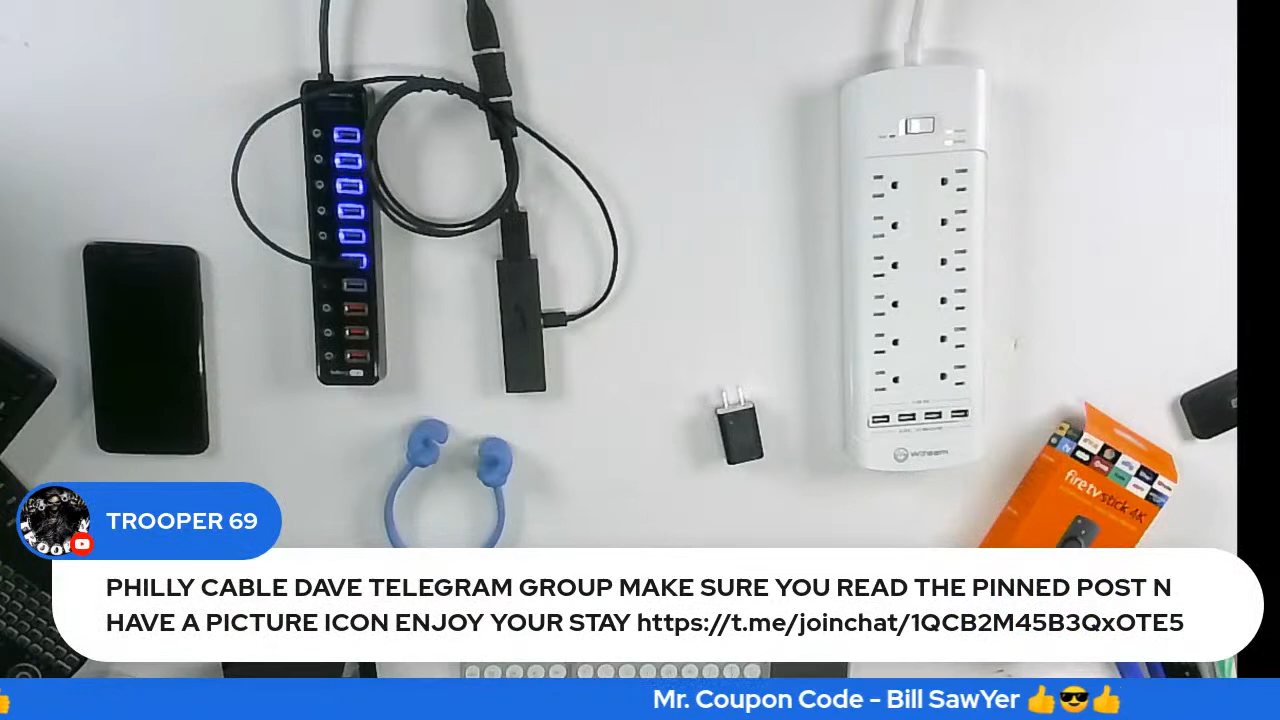 Witeem
fire tv stick 4K
TROOPER 69
PHILLY CABLE DAVE TELEGRAM GROUP MAKE SURE YOU READ THE PINNED POST N
HAVE A PICTURE ICON ENJOY YOUR STAY https://t.me/joinchat/1QCB2M45B3QxOTE5
Mr. Coupon Code - Bill SawYer 👍😎👍